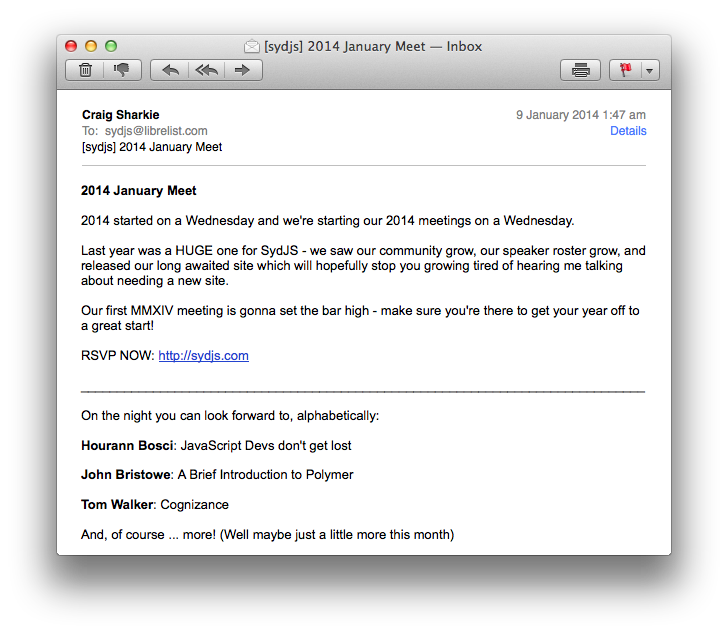 [sydjs] 2014 January Meet — Inbox
Craig Sharkie
9 January 2014 1:47 am
To: sydjs@librelist.com
Details
[sydjs] 2014 January Meet
2014 January Meet
2014 started on a Wednesday and we're starting our 2014 meetings on a Wednesday.
Last year was a HUGE one for SydJS - we saw our community grow, our speaker roster grow, and
released our long awaited site which will hopefully stop you growing tired of hearing me talking
about needing a new site.
Our first MMXIV meeting is gonna set the bar high - make sure you're there to get your year off to
a great start!
RSVP NOW: http://sydjs.com
On the night you can look forward to, alphabetically:
Hourann Bosci: JavaScript Devs don't get lost
John Bristowe: A Brief Introduction to Polymer
Tom Walker: Cognizance
And, of course ... more! (Well maybe just a little more this month)